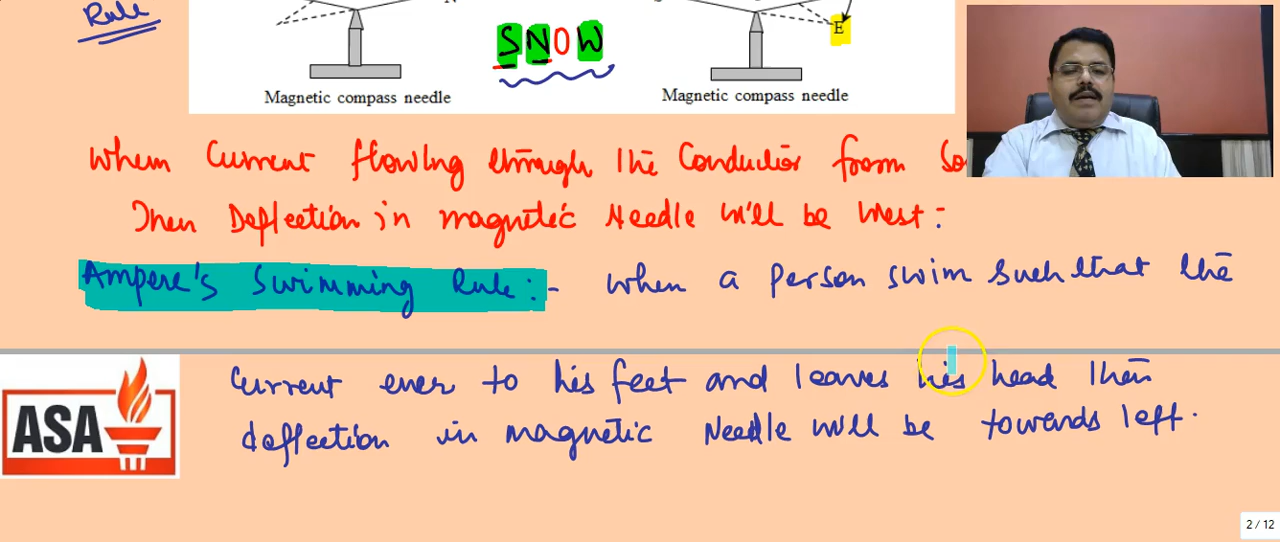 Rule
E
SNOW
Magnetic compass needle
Magnetic compass needle
When Current flowing through the Conductor from So
Then Deflection in magnetic Needle will be West:
Ampere's Swimming Rule:- when a person swim such that the
Current enter to his feet and leaves his head then
ASA
deflection in magnetic Needle will be towards left.
2 / 12